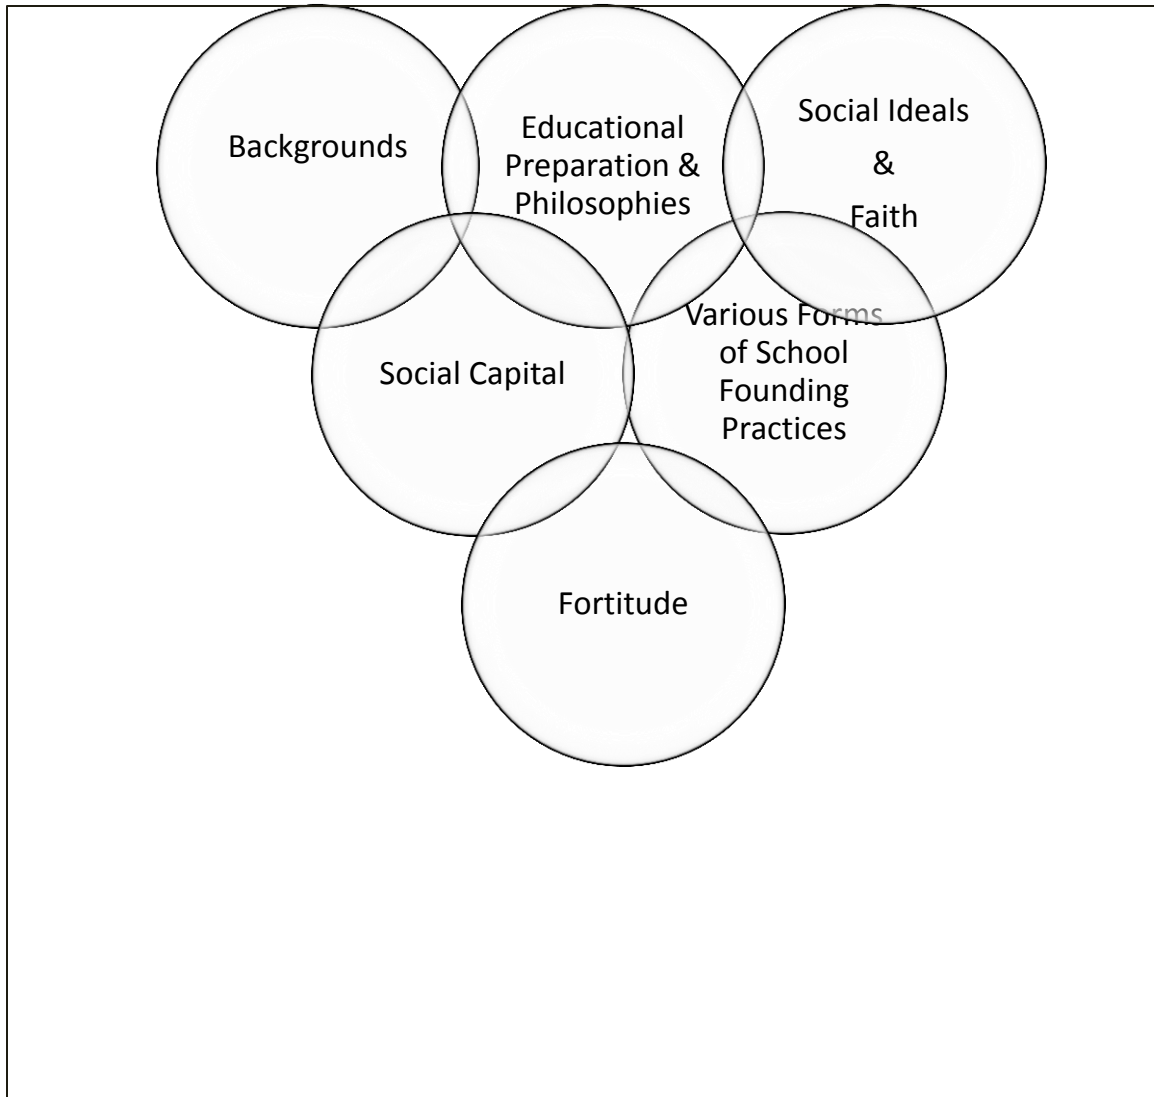 Backgrounds
Educational
Preparation &
Philosophies
Social Ideals
&
Faith
Social Capital
Various Forms
of School
Founding
Practices
Fortitude